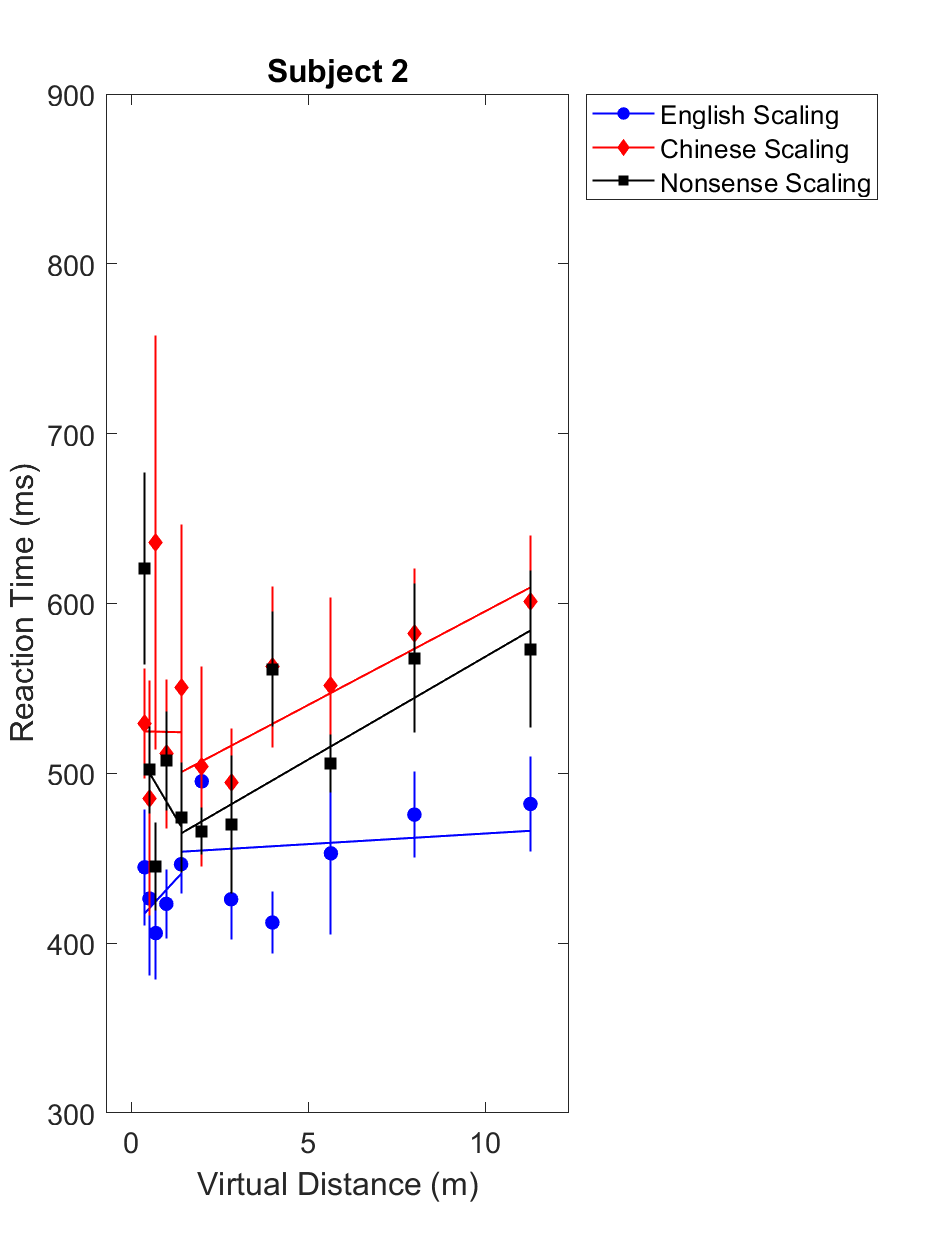 Subject 2
English Scaling
Chinese Scaling
Nonsense Scaling
900
800
700
600
500
400
300
Reaction Time (ms)
0 5 10
Virtual Distance (m)